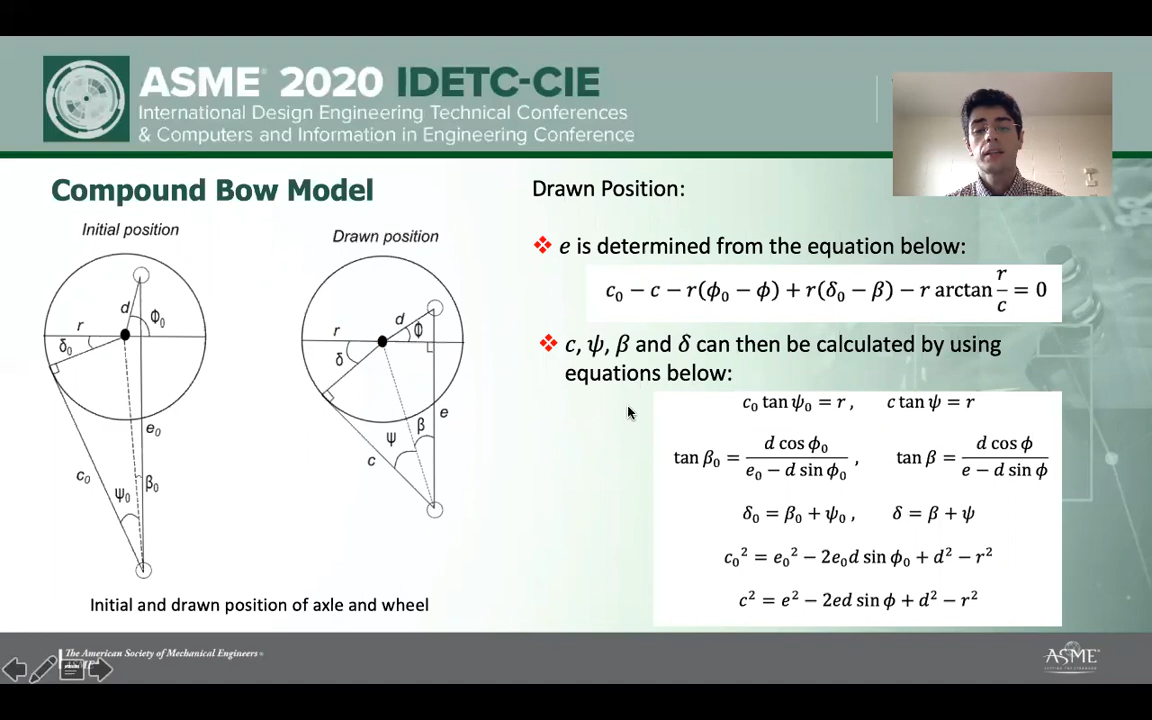 ASME® 2020 IDETC-CIE
International Design Engineering Technical Conferences
& Computers and Information in Engineering Conference
Compound Bow Model
Initial position
Drawn position
d
r
ϕ₀
δ₀
e₀
c₀
ψ₀
β₀
r
d
ϕ
δ
e
β
ψ
c
Initial and drawn position of axle and wheel
Drawn Position:
❖ e is determined from the equation below:
c₀ − c − r(ϕ₀ − ϕ) + r(δ₀ − β) − r arctan r/c = 0
❖ c, ψ, β and δ can then be calculated by using
equations below:
c₀ tan ψ₀ = r , c tan ψ = r
tan β₀ = (d cos ϕ₀)/(e₀ − d sin ϕ₀) , tan β = (d cos ϕ)/(e − d sin ϕ)
δ₀ = β₀ + ψ₀ , δ = β + ψ
c₀² = e₀² − 2e₀d sin ϕ₀ + d² − r²
c² = e² − 2ed sin ϕ + d² − r²
The American Society of Mechanical Engineers®
ASME
ASME